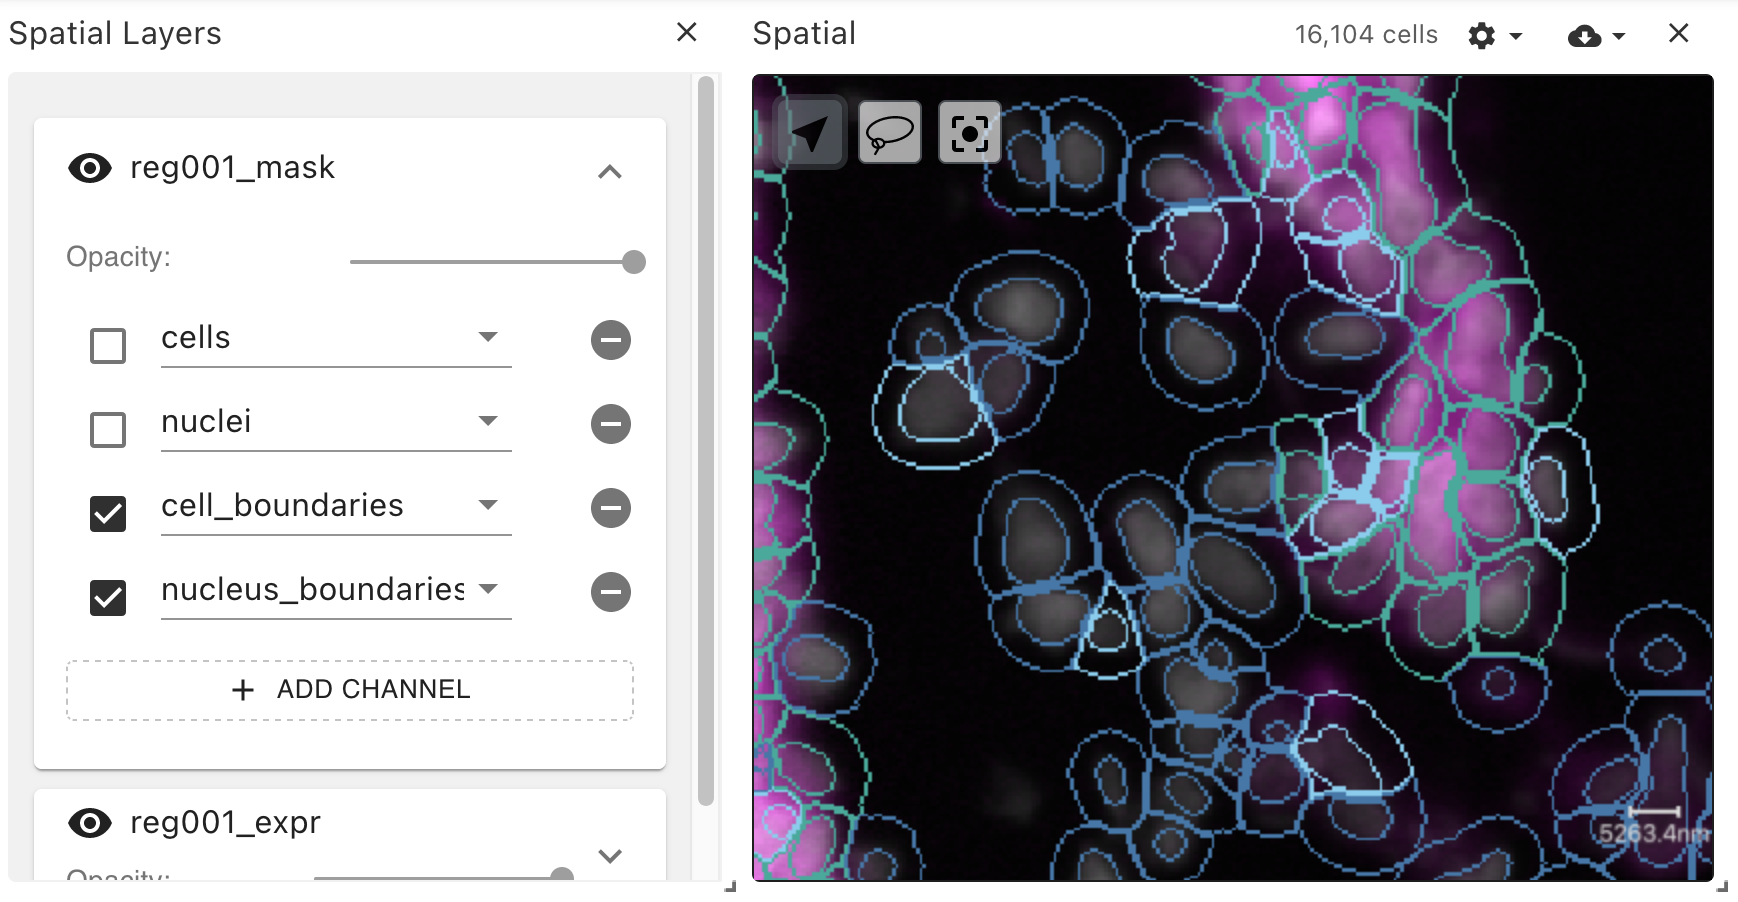 Spatial Layers
reg001_mask
Opacity:
cells
nuclei
cell_boundaries
nucleus_boundaries
ADD CHANNEL
reg001_expr
Opacity:
Spatial
16,104 cells
5263.4nm